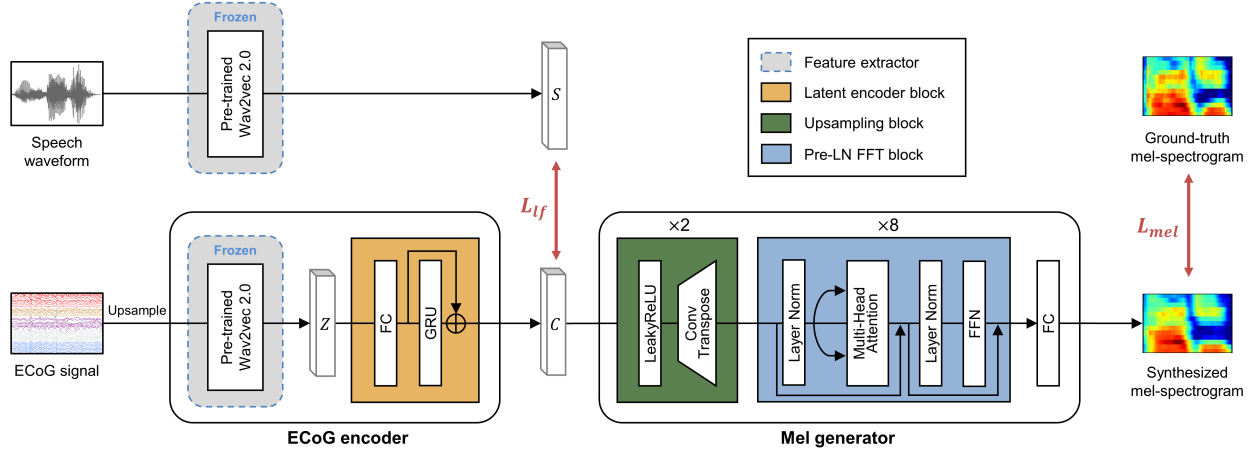 Frozen
Pre-trained
Wav2vec 2.0
Speech
waveform
S
Feature extractor
Latent encoder block
Upsampling block
Pre-LN FFT block
Ground-truth
mel-spectrogram
L_lf
L_mel
×2
×8
Frozen
Upsample
Pre-trained
Wav2vec 2.0
Z
FC
GRU
C
LeakyReLU
Conv
Transpose
Layer Norm
Multi-Head
Attention
Layer Norm
FFN
FC
ECoG signal
Synthesized
mel-spectrogram
ECoG encoder
Mel generator